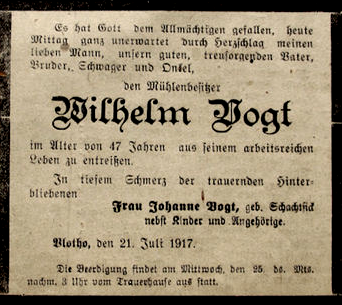 Es hat Gott dem Allmächtigen gefallen, heute
Mittag ganz unerwartet durch Herzschlag meinen
lieben Mann, unsern guten, treusorgenden Vater,
Bruder, Schwager und Onkel,
den Mühlenbesitzer
Wilhelm Vogt
im Alter von 47 Jahren aus seinem arbeitsreichen
Leben zu entreißen.
In tiefem Schmerz der trauernden Hinter-
bliebenen
Frau Johanne Vogt, geb. Schachtsick
nebst Kinder und Angehörige.
Vlotho, den 21. Juli 1917.
Die Beerdigung findet am Mittwoch, den 25. ds. Mts.
nachm. 3 Uhr vom Trauerhause aus statt.